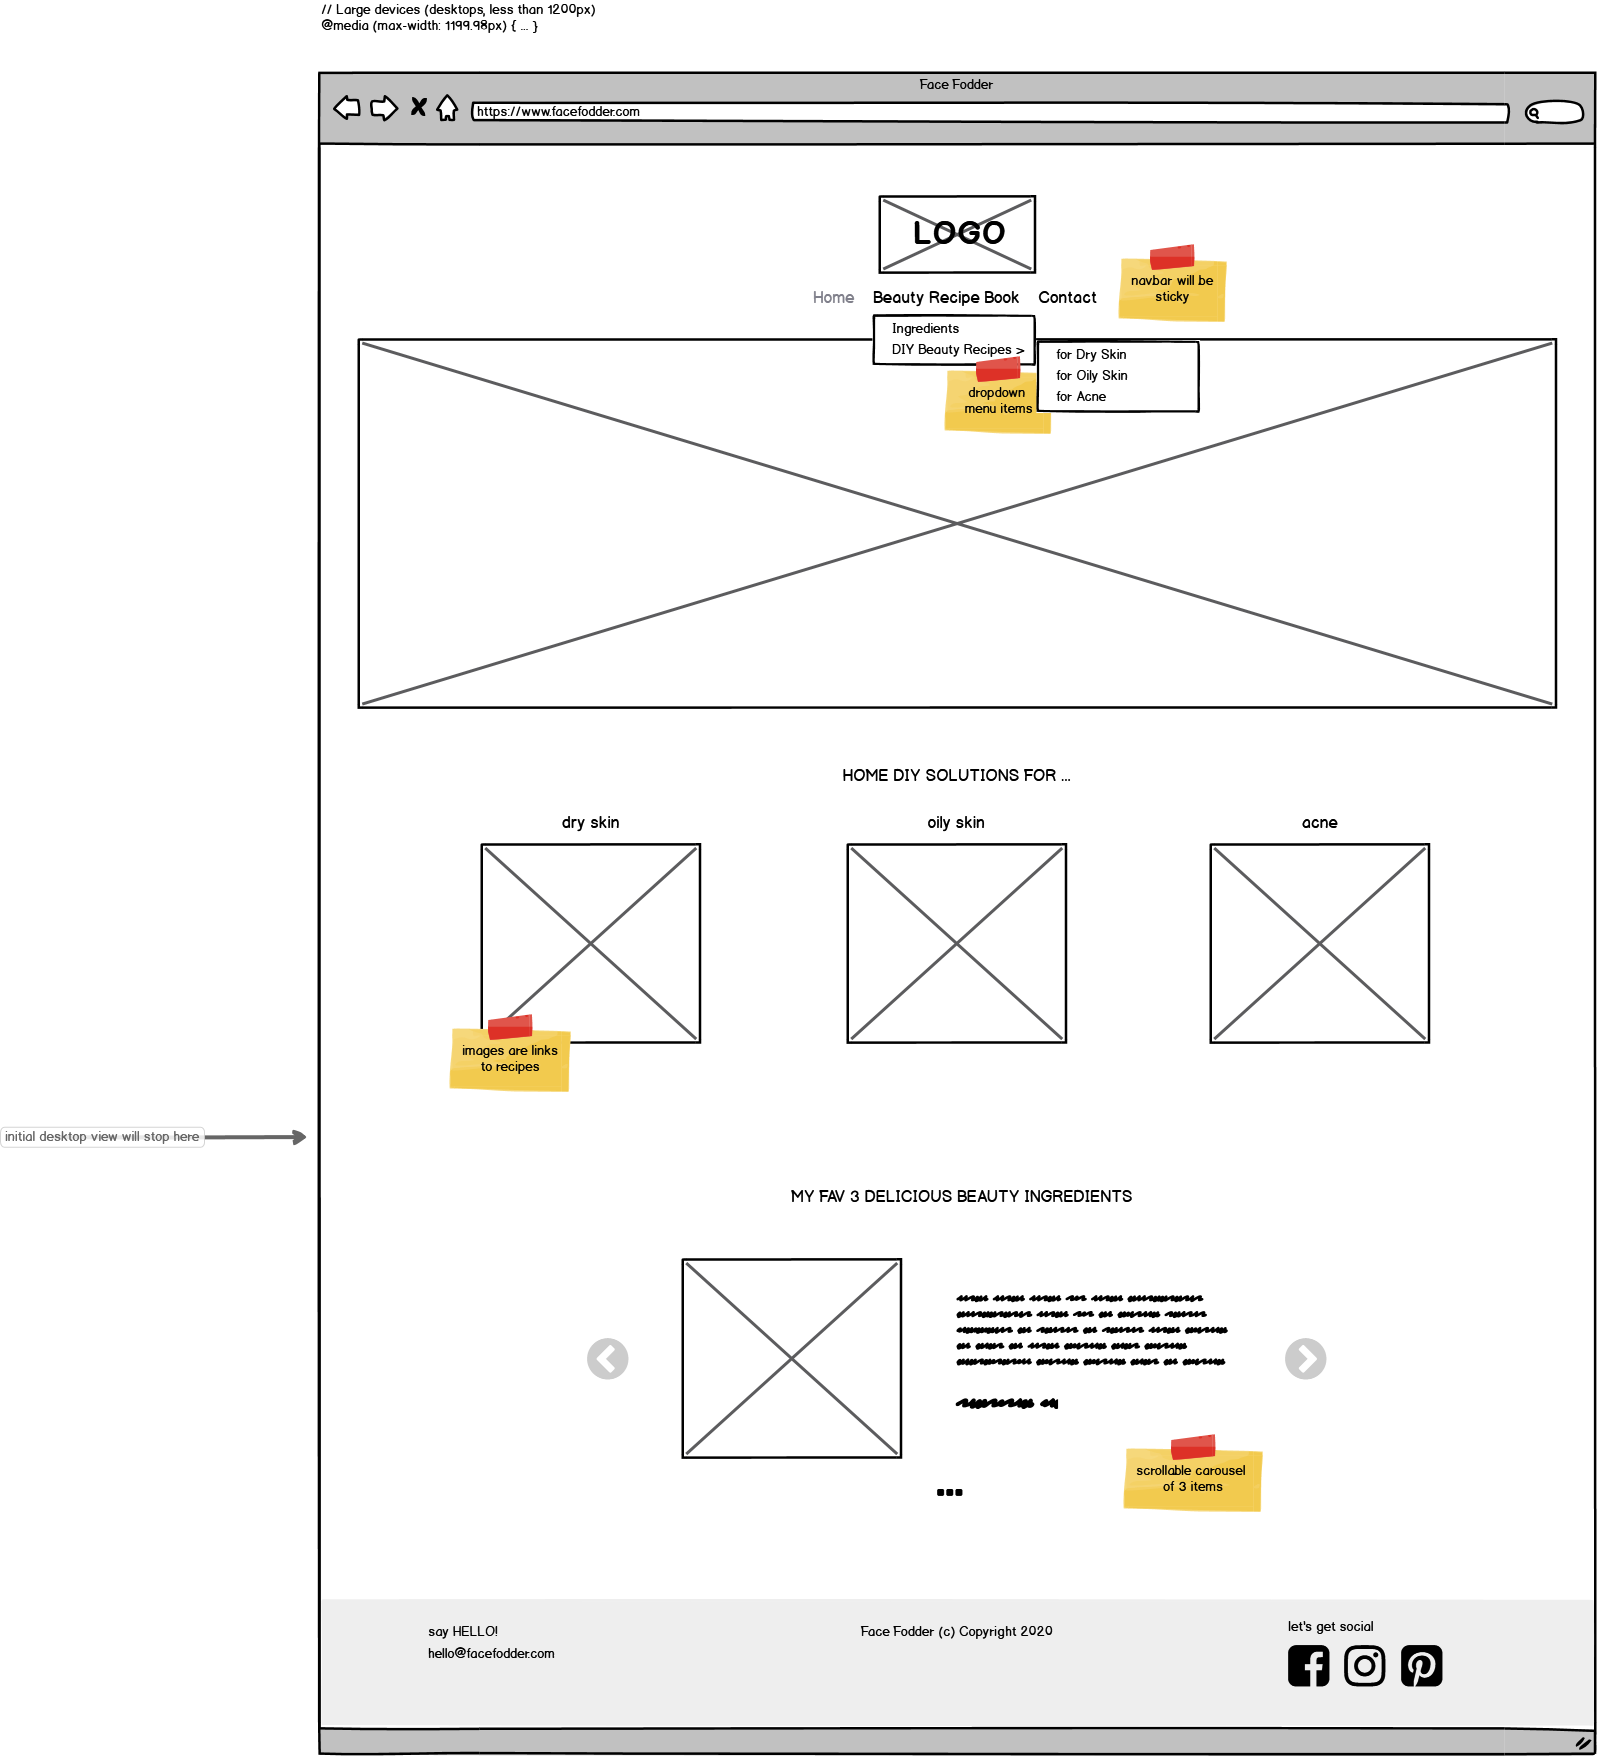 // Large devices (desktops, less than 1200px)
@media (max-width: 1199.98px) { ... }
Face Fodder
https://www.facefodder.com
LOGO
Home Beauty Recipe Book Contact
navbar will be
sticky
Ingredients
DIY Beauty Recipes >
for Dry Skin
for Oily Skin
for Acne
dropdown
menu items
HOME DIY SOLUTIONS FOR ...
dry skin
oily skin
acne
images are links
to recipes
initial desktop view will stop here
MY FAV 3 DELICIOUS BEAUTY INGREDIENTS
scrollable carousel
of 3 items
say HELLO!
hello@facefodder.com
Face Fodder (c) Copyright 2020
let's get social